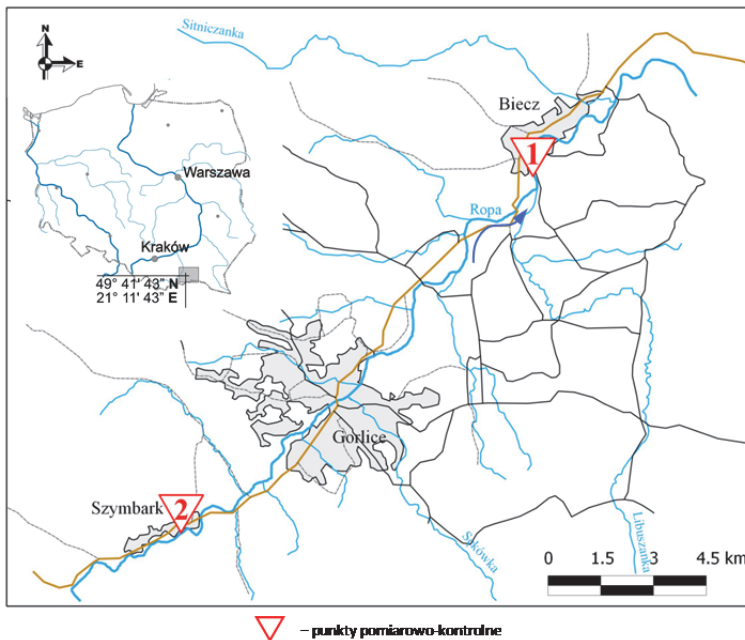 Sitniczanka
N
E
Biecz
1
Warszawa
Ropa
Kraków
49° 41' 43" N
21° 11' 43" E
Gorlice
Szymbark
2
Sękówka
Libuszanka
0 1.5 3 4.5 km
– punkty pomiarowo-kontrolne